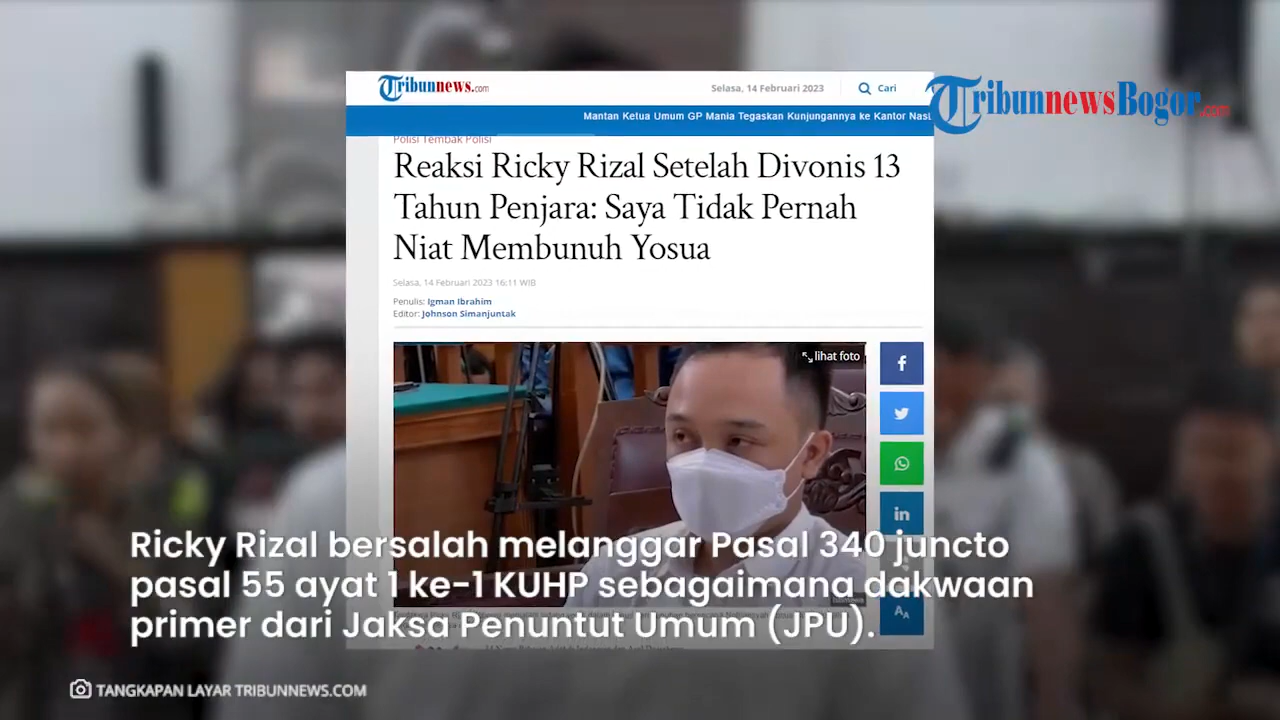 Tribunnews.com
Selasa, 14 Februari 2023
Cari
TribunnewsBogor.com
Mantan Ketua Umum GP Mania Tegaskan Kunjungannya ke Kantor Nas
Polisi Tembak Polisi
Reaksi Ricky Rizal Setelah Divonis 13
Tahun Penjara: Saya Tidak Pernah
Niat Membunuh Yosua
Selasa, 14 Februari 2023 16:11 WIB
Penulis: Igman Ibrahim
Editor: Johnson Simanjuntak
lihat foto
Ricky Rizal bersalah melanggar Pasal 340 juncto
pasal 55 ayat 1 ke-1 KUHP sebagaimana dakwaan
primer dari Jaksa Penuntut Umum (JPU).
AA
TANGKAPAN LAYAR TRIBUNNEWS.COM